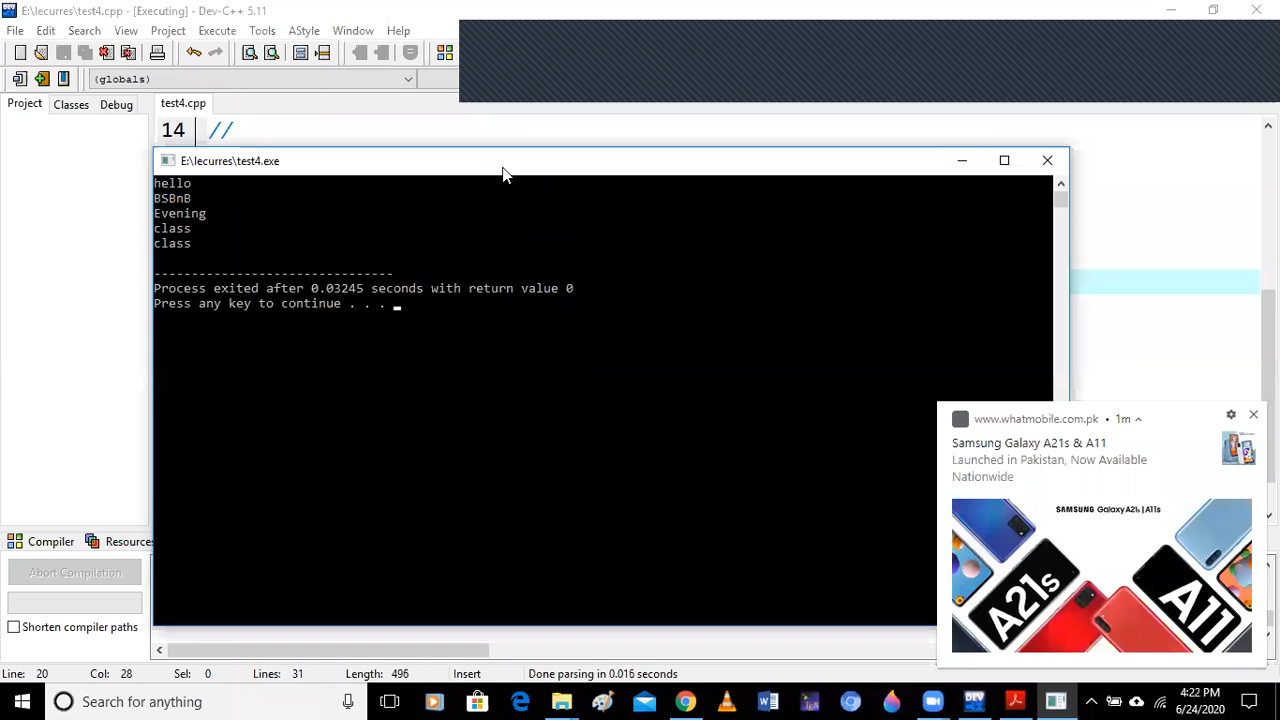 E:\lecurres\test4.cpp - [Executing] - Dev-C++ 5.11
File Edit Search View Project Execute Tools AStyle Window Help
(globals)
Project Classes Debug
test4.cpp
14 //
E:\lecurres\test4.exe
hello
BSBnB
Evening
class
class
--------------------------------
Process exited after 0.03245 seconds with return value 0
Press any key to continue . . .
www.whatmobile.com.pk • 1m
Samsung Galaxy A21s & A11
Launched in Pakistan, Now Available
Nationwide
SAMSUNG Galaxy A21s | A11s
A21s
A11
Compiler Resources
Abort Compilation
Shorten compiler paths
Line: 20 Col: 28 Sel: 0 Lines: 31 Length: 496 Insert Done parsing in 0.016 seconds
Search for anything
DEV
4:22 PM
6/24/2020